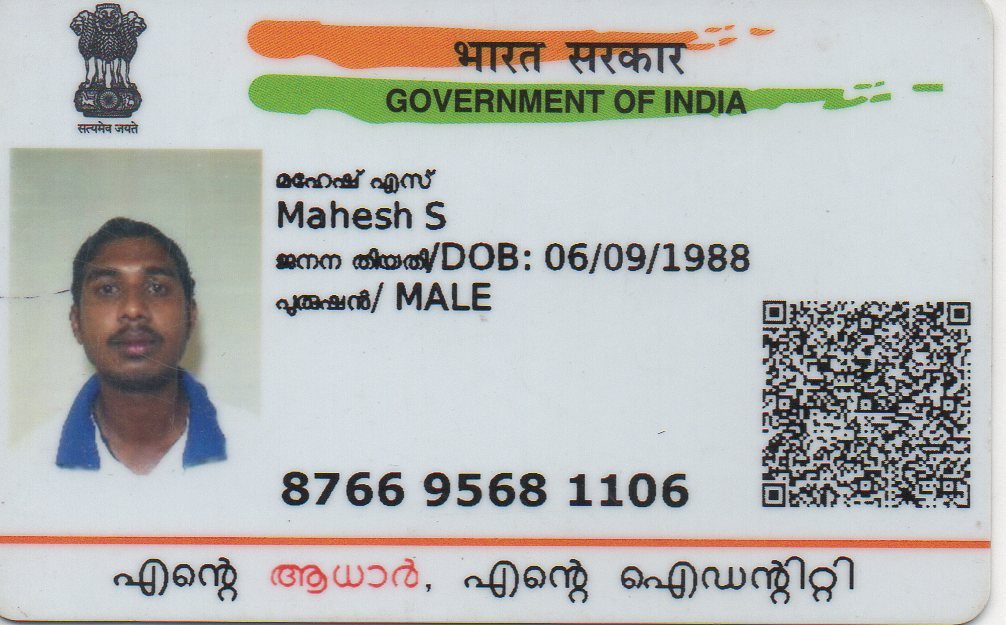 भारत सरकार
GOVERNMENT OF INDIA
सत्यमेव जयते
മഹേഷ് എസ്
Mahesh S
ജനന തിയതി/DOB: 06/09/1988
പുരുഷൻ/ MALE
8766 9568 1106
എന്റെ ആധാർ, എന്റെ ഐഡന്റിറ്റി